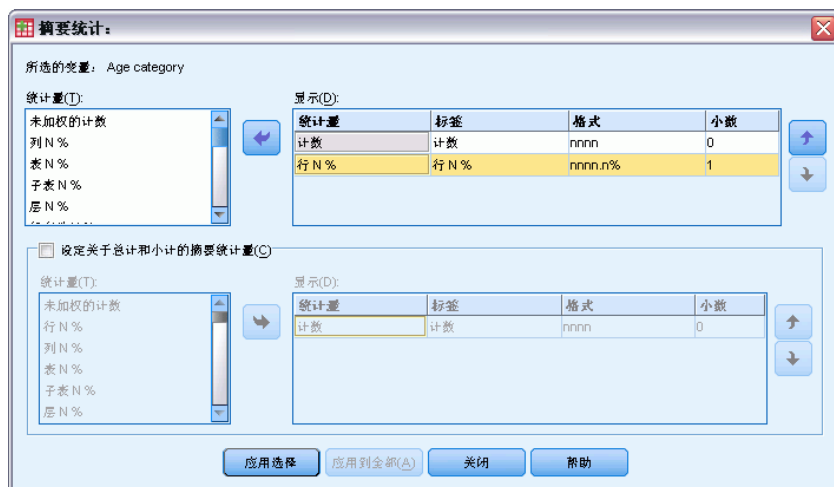 摘要统计：
所选的变量： Age category
统计量(T):
显示(D):
未加权的计数
列 N %
表 N %
子表 N %
层 N %
统计量 标签 格式 小数
计数 计数 nnnn 0
行 N % 行 N % nnnn.n% 1
设定关于总计和小计的摘要统计量(C)
统计量(T):
显示(D):
未加权的计数
行 N %
列 N %
表 N %
子表 N %
层 N %
统计量 标签 格式 小数
计数 计数 nnnn 0
应用选择 应用到全部(A) 关闭 帮助